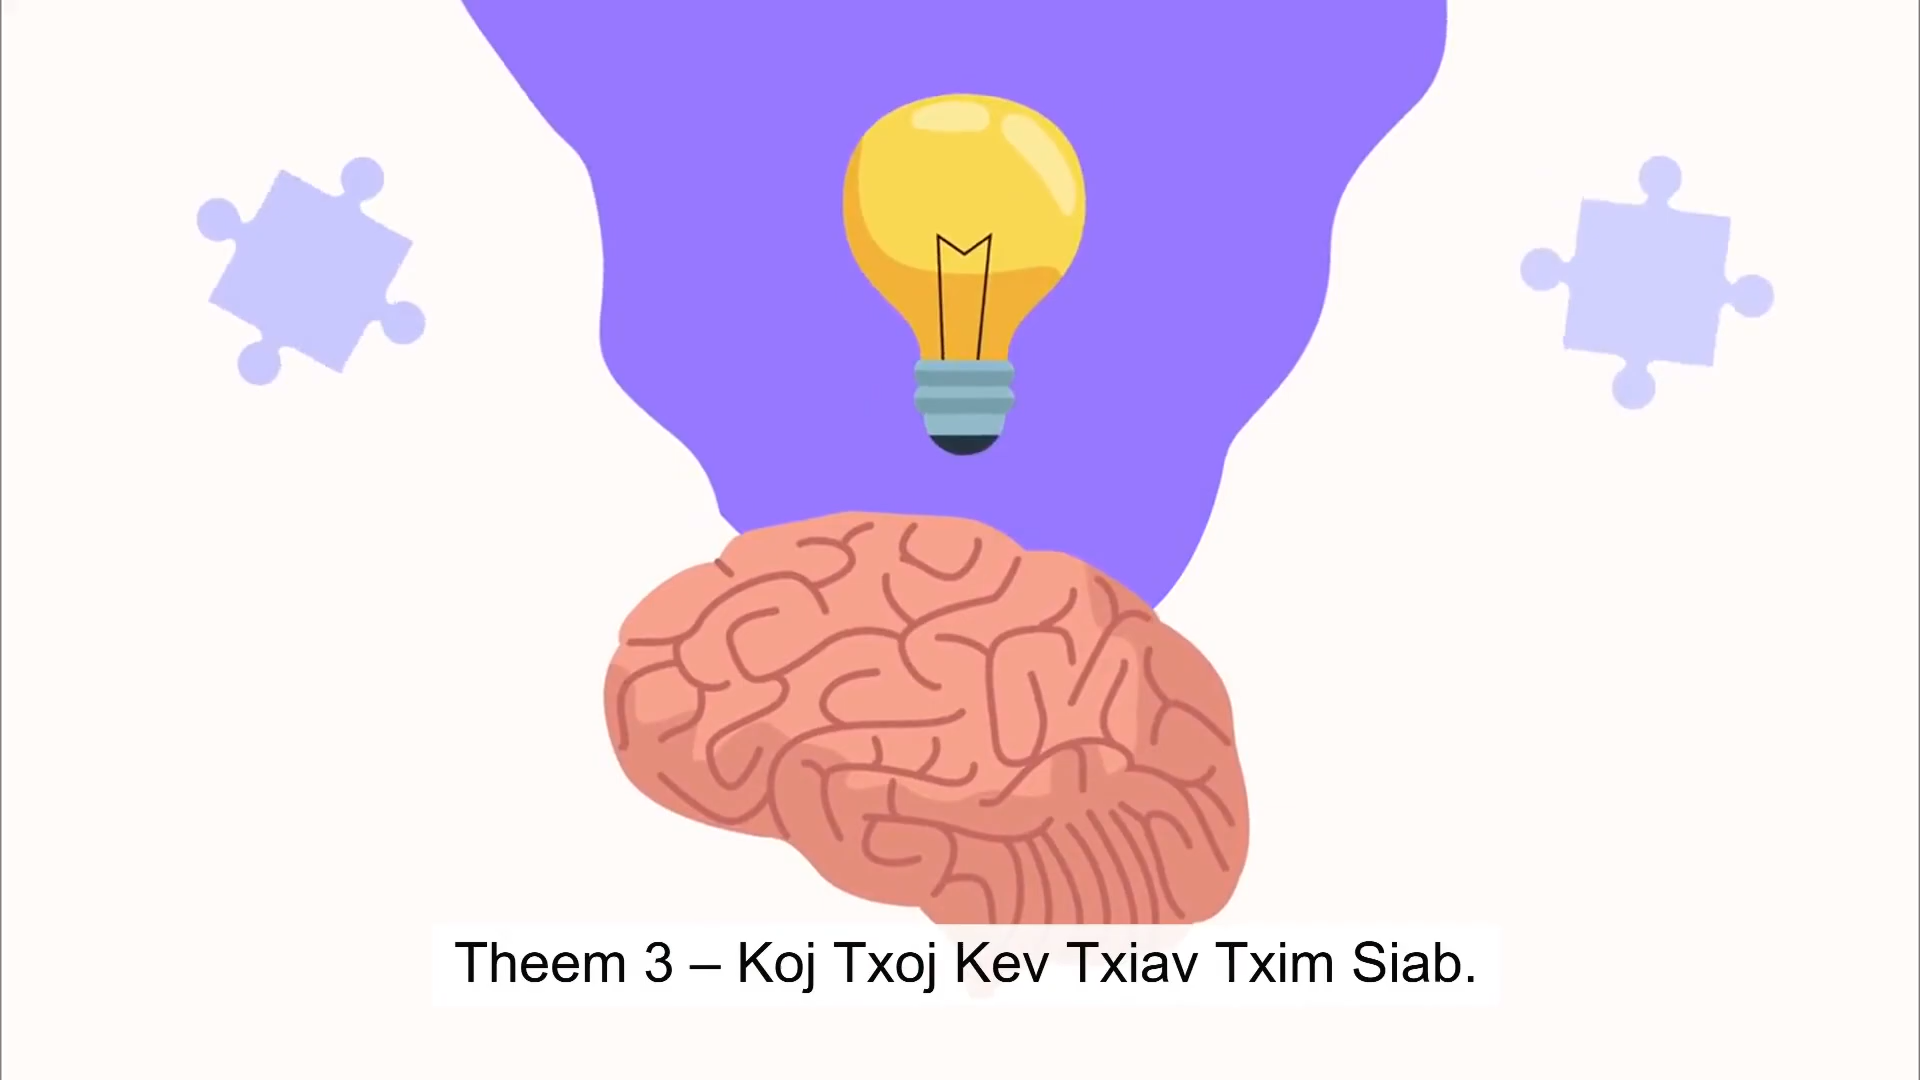 Theem 3 – Koj Txoj Kev Txiav Txim Siab.